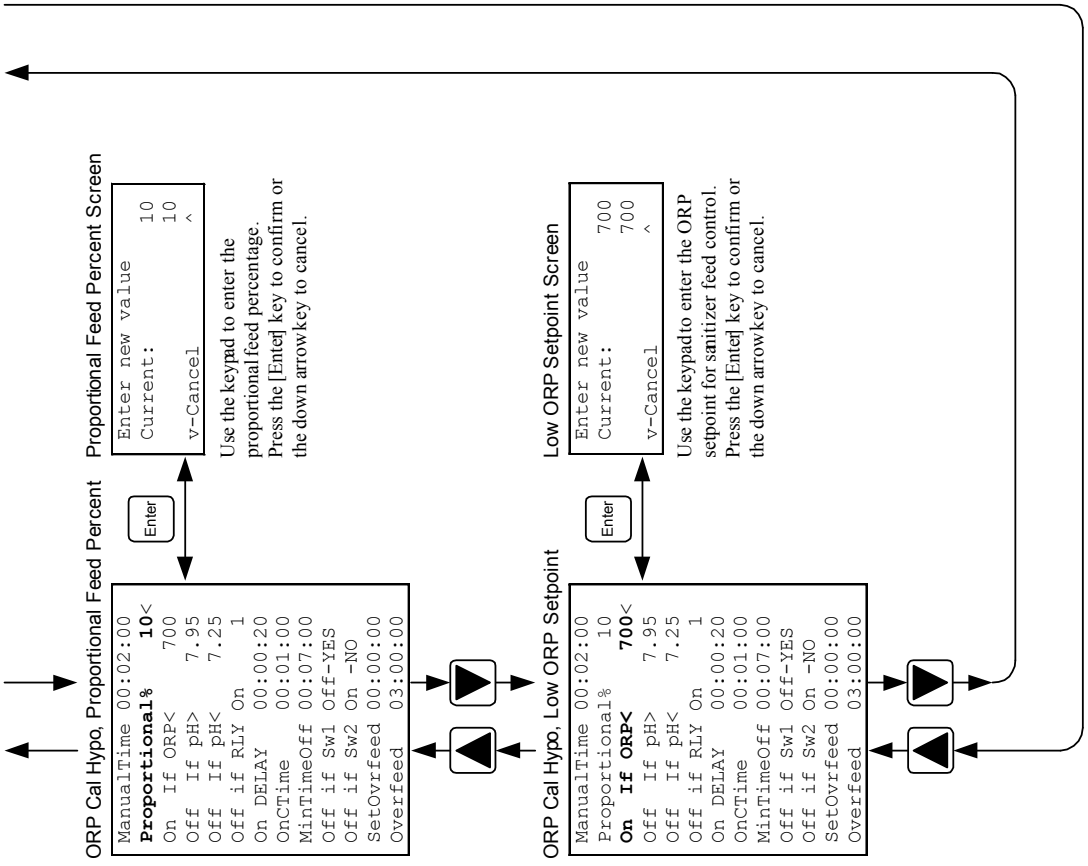 ORP Cal Hypo, Proportional Feed Percent
ManualTime 00:02:00
Proportional% 10<
On If ORP< 700
Off If pH> 7.95
Off If pH< 7.25
Off if RLY On 1
On DELAY 00:00:20
OnCTime 00:01:00
MinTimeOff 00:07:00
Off if Sw1 Off-YES
Off if Sw2 On -NO
SetOvrfeed 00:00:00
Overfeed 03:00:00
Enter
Proportional Feed Percent Screen
Enter new value
Current: 10
10
v-Cancel ^
Use the keypad to enter the
proportional feed percentage.
Press the [Enter] key to confirm or
the down arrow key to cancel.
ORP Cal Hypo, Low ORP Setpoint
ManualTime 00:02:00
Proportional% 10
On If ORP< 700<
Off If pH> 7.95
Off If pH< 7.25
Off if RLY On 1
On DELAY 00:00:20
OnCTime 00:01:00
MinTimeOff 00:07:00
Off if Sw1 Off-YES
Off if Sw2 On -NO
SetOvrfeed 00:00:00
Overfeed 03:00:00
Enter
Low ORP Setpoint Screen
Enter new value
Current: 700
700
v-Cancel ^
Use the keypad to enter the ORP
setpoint for sanitizer feed control.
Press the [Enter] key to confirm or
the down arrow key to cancel.